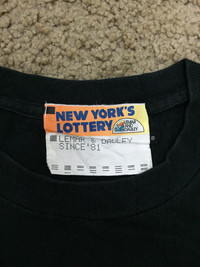 NEW YORK'S
LOTTERY
LEMAR & DAULEY
SINCE'81